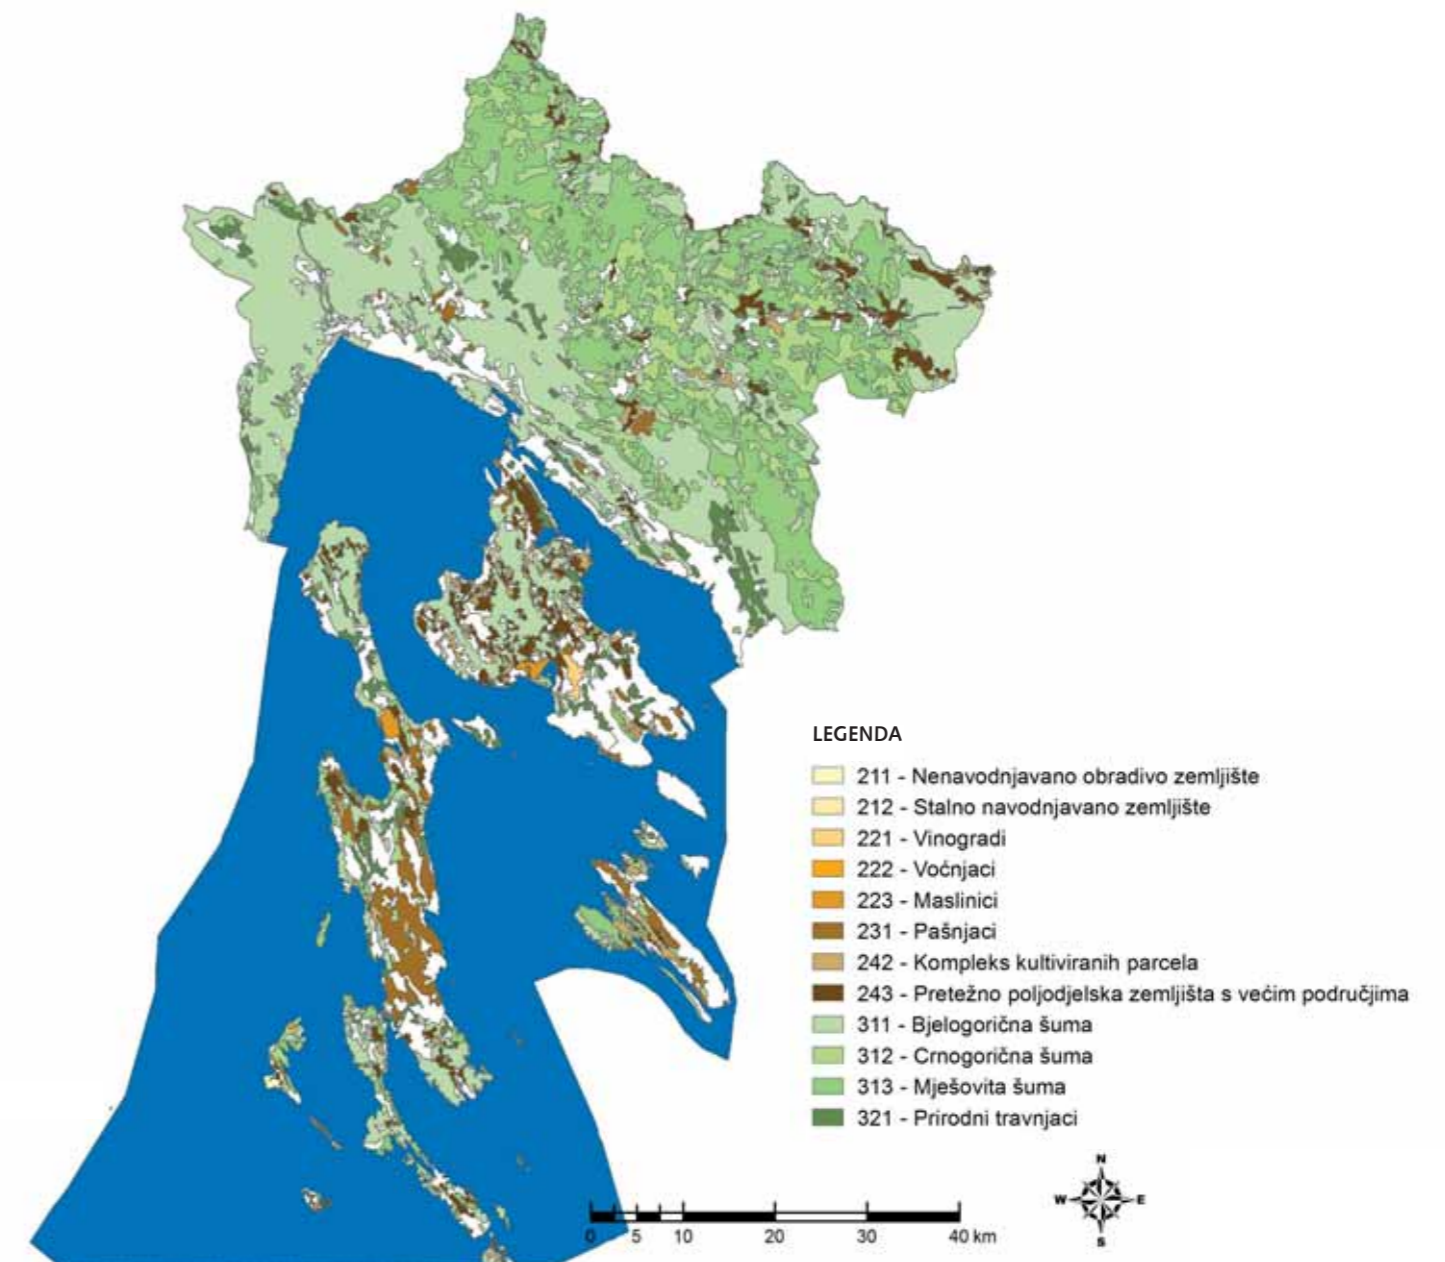 LEGENDA
211 - Nenavodnjavano obradivo zemljište
212 - Stalno navodnjavano zemljište
221 - Vinogradi
222 - Voćnjaci
223 - Maslinici
231 - Pašnjaci
242 - Kompleks kultiviranih parcela
243 - Pretežno poljodjelska zemljišta s većim područjima
311 - Bjelogorična šuma
312 - Crnogorična šuma
313 - Mješovita šuma
321 - Prirodni travnjaci
N
W E
S
0 5 10 20 30 40 km